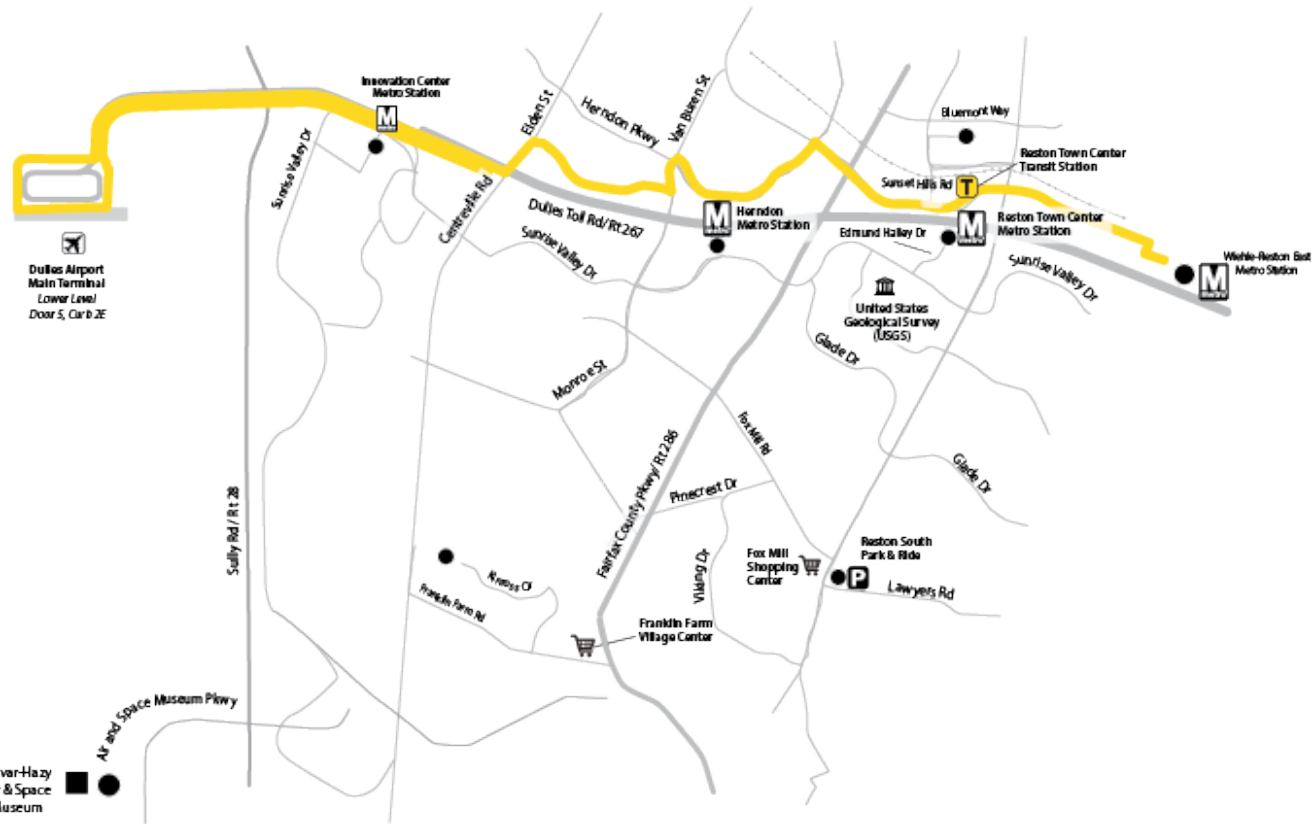 Innovation Center
Metro Station
M
Elden St
Herndon Pkwy
Van Buren St
Bluemont Way
Reston Town Center
Transit Station
Sunrise Valley Dr
Sunset Hills Rd
T
Centreville Rd
Dulles Toll Rd/Rt 267
M
Herndon
Metro Station
M
Reston Town Center
Metro Station
Edmund Halley Dr
Sunrise Valley Dr
Sunrise Valley Dr
Wiehle-Reston East
Metro Station
M
Dulles Airport
Main Terminal
Lower Level
Door 5, Curb 2E
United States
Geological Survey
(USGS)
Glade Dr
Monroe St
Fox Mill Rd
Glade Dr
Pinecrest Dr
Fairfax County Pkwy/Rt 286
Sully Rd / Rt 28
Viking Dr
Fox Mill
Shopping
Center
Reston South
Park & Ride
P
Lawyers Rd
Franklin Farm Rd
Franklin Farm
Village Center
Air and Space Museum Pkwy
var-Hazy
& Space
Museum